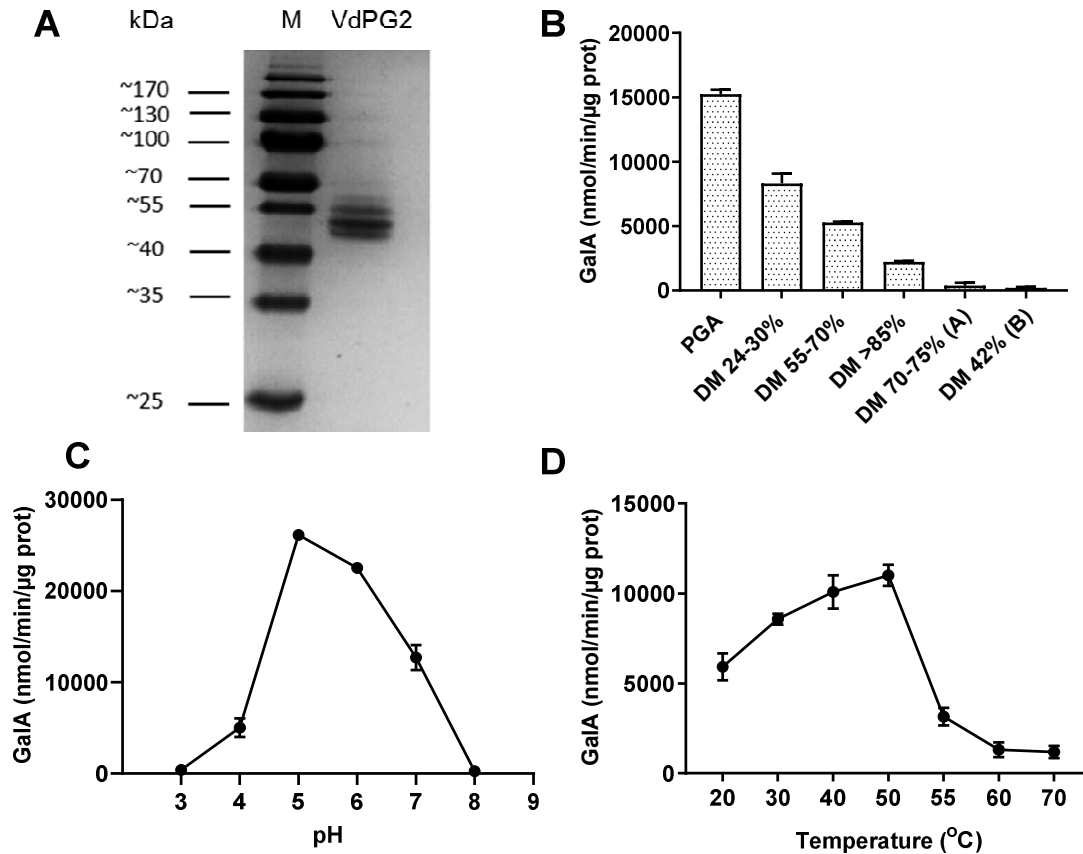 A
kDa M VdPG2
~170
~130
~100
~70
~55
~40
~35
~25
B
GalA (nmol/min/µg prot)
20000
15000
10000
5000
0
PGA
DM 24-30%
DM 55-70%
DM >85%
DM 70-75% (A)
DM 42% (B)
C
GalA (nmol/min/µg prot)
30000
20000
10000
0
3 4 5 6 7 8 9
pH
D
GalA (nmol/min/µg prot)
15000
10000
5000
0
20 30 40 50 55 60 70
Temperature (°C)